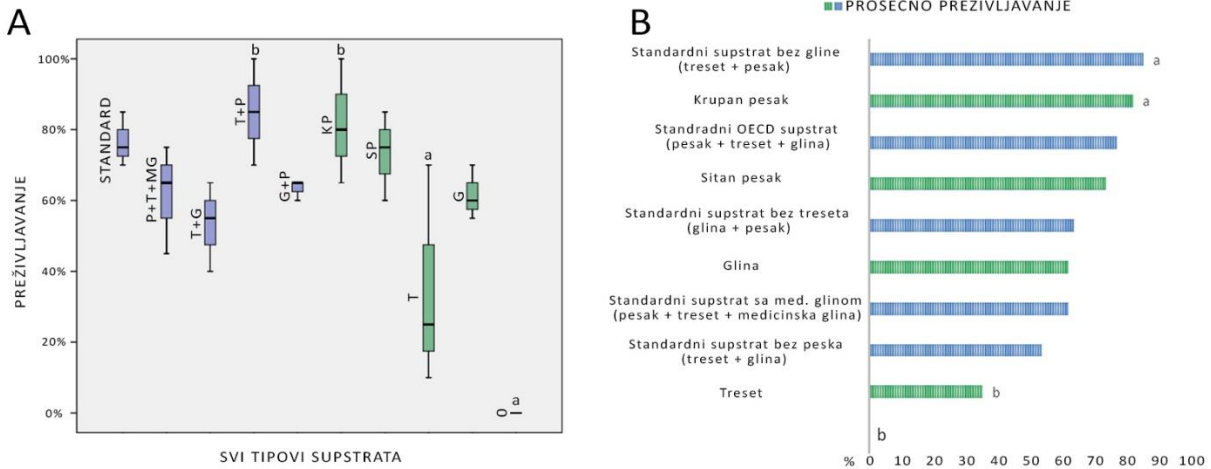 A
100%
80%
60%
40%
20%
0%
PREŽIVLJAVANJE
STANDARD
P+T+MG
T+G
b
T+P
G+P
b
KP
SP
a
T
G
a
0
SVI TIPOVI SUPSTRATA
B
PROSEČNO PREŽIVLJAVANJE
Standardni supstrat bez gline
(treset + pesak)
a
Krupan pesak
a
Standradni OECD supstrat
(pesak + treset + glina)
Sitan pesak
Standardni supstrat bez treseta
(glina + pesak)
Glina
Standardni supstrat sa med. glinom
(pesak + treset + medicinska glina)
Standardni supstrat bez peska
(treset + glina)
Treset
b
b
% 0 10 20 30 40 50 60 70 80 90 100